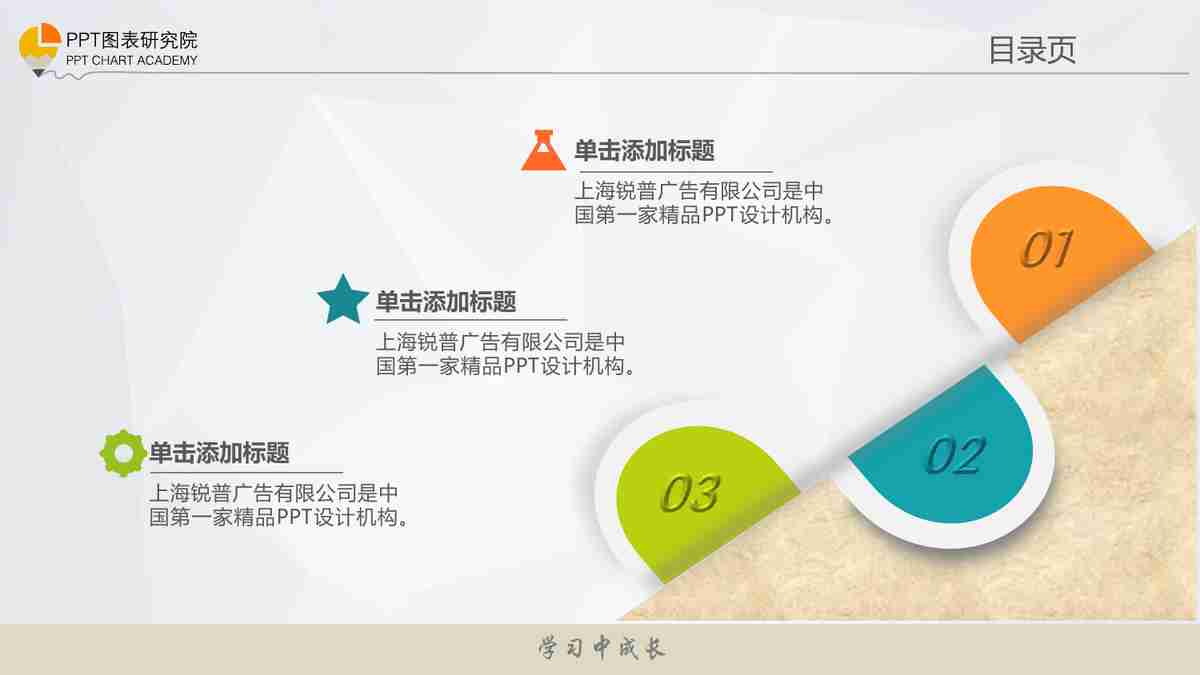 PPT图表研究院
PPT CHART ACADEMY
目录页
单击添加标题
上海锐普广告有限公司是中
国第一家精品PPT设计机构。
01
单击添加标题
上海锐普广告有限公司是中
国第一家精品PPT设计机构。
02
单击添加标题
上海锐普广告有限公司是中
国第一家精品PPT设计机构。
03
学习中成长